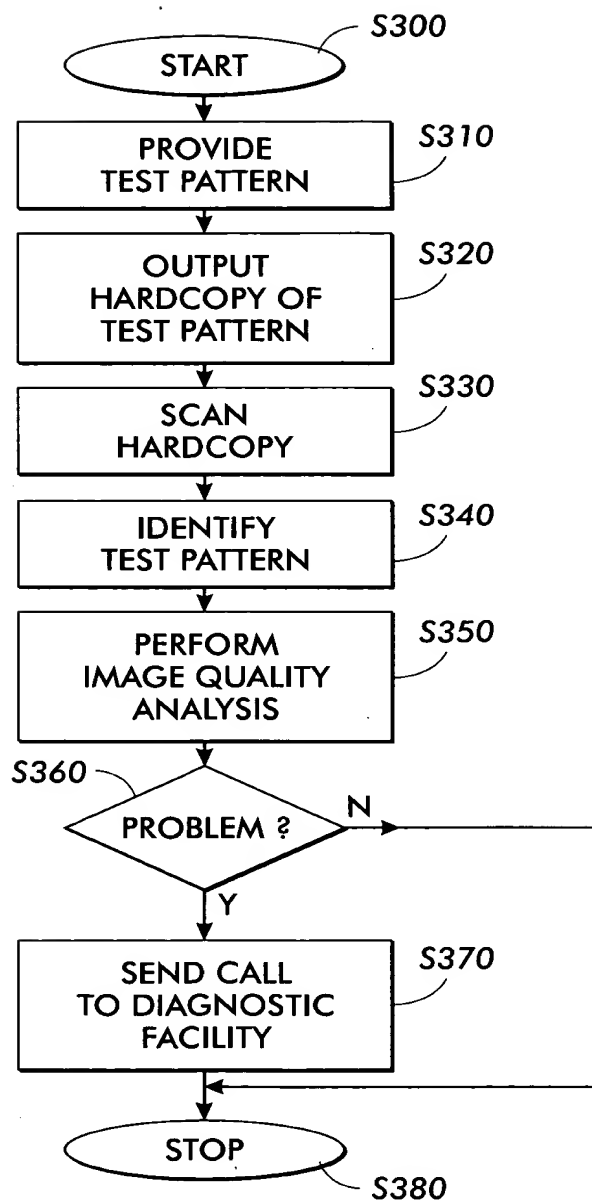 S300
START
S310
PROVIDE
TEST PATTERN
S320
OUTPUT
HARDCOPY OF
TEST PATTERN
S330
SCAN
HARDCOPY
S340
IDENTIFY
TEST PATTERN
S350
PERFORM
IMAGE QUALITY
ANALYSIS
S360
PROBLEM ?
N
Y
S370
SEND CALL
TO DIAGNOSTIC
FACILITY
STOP
S380